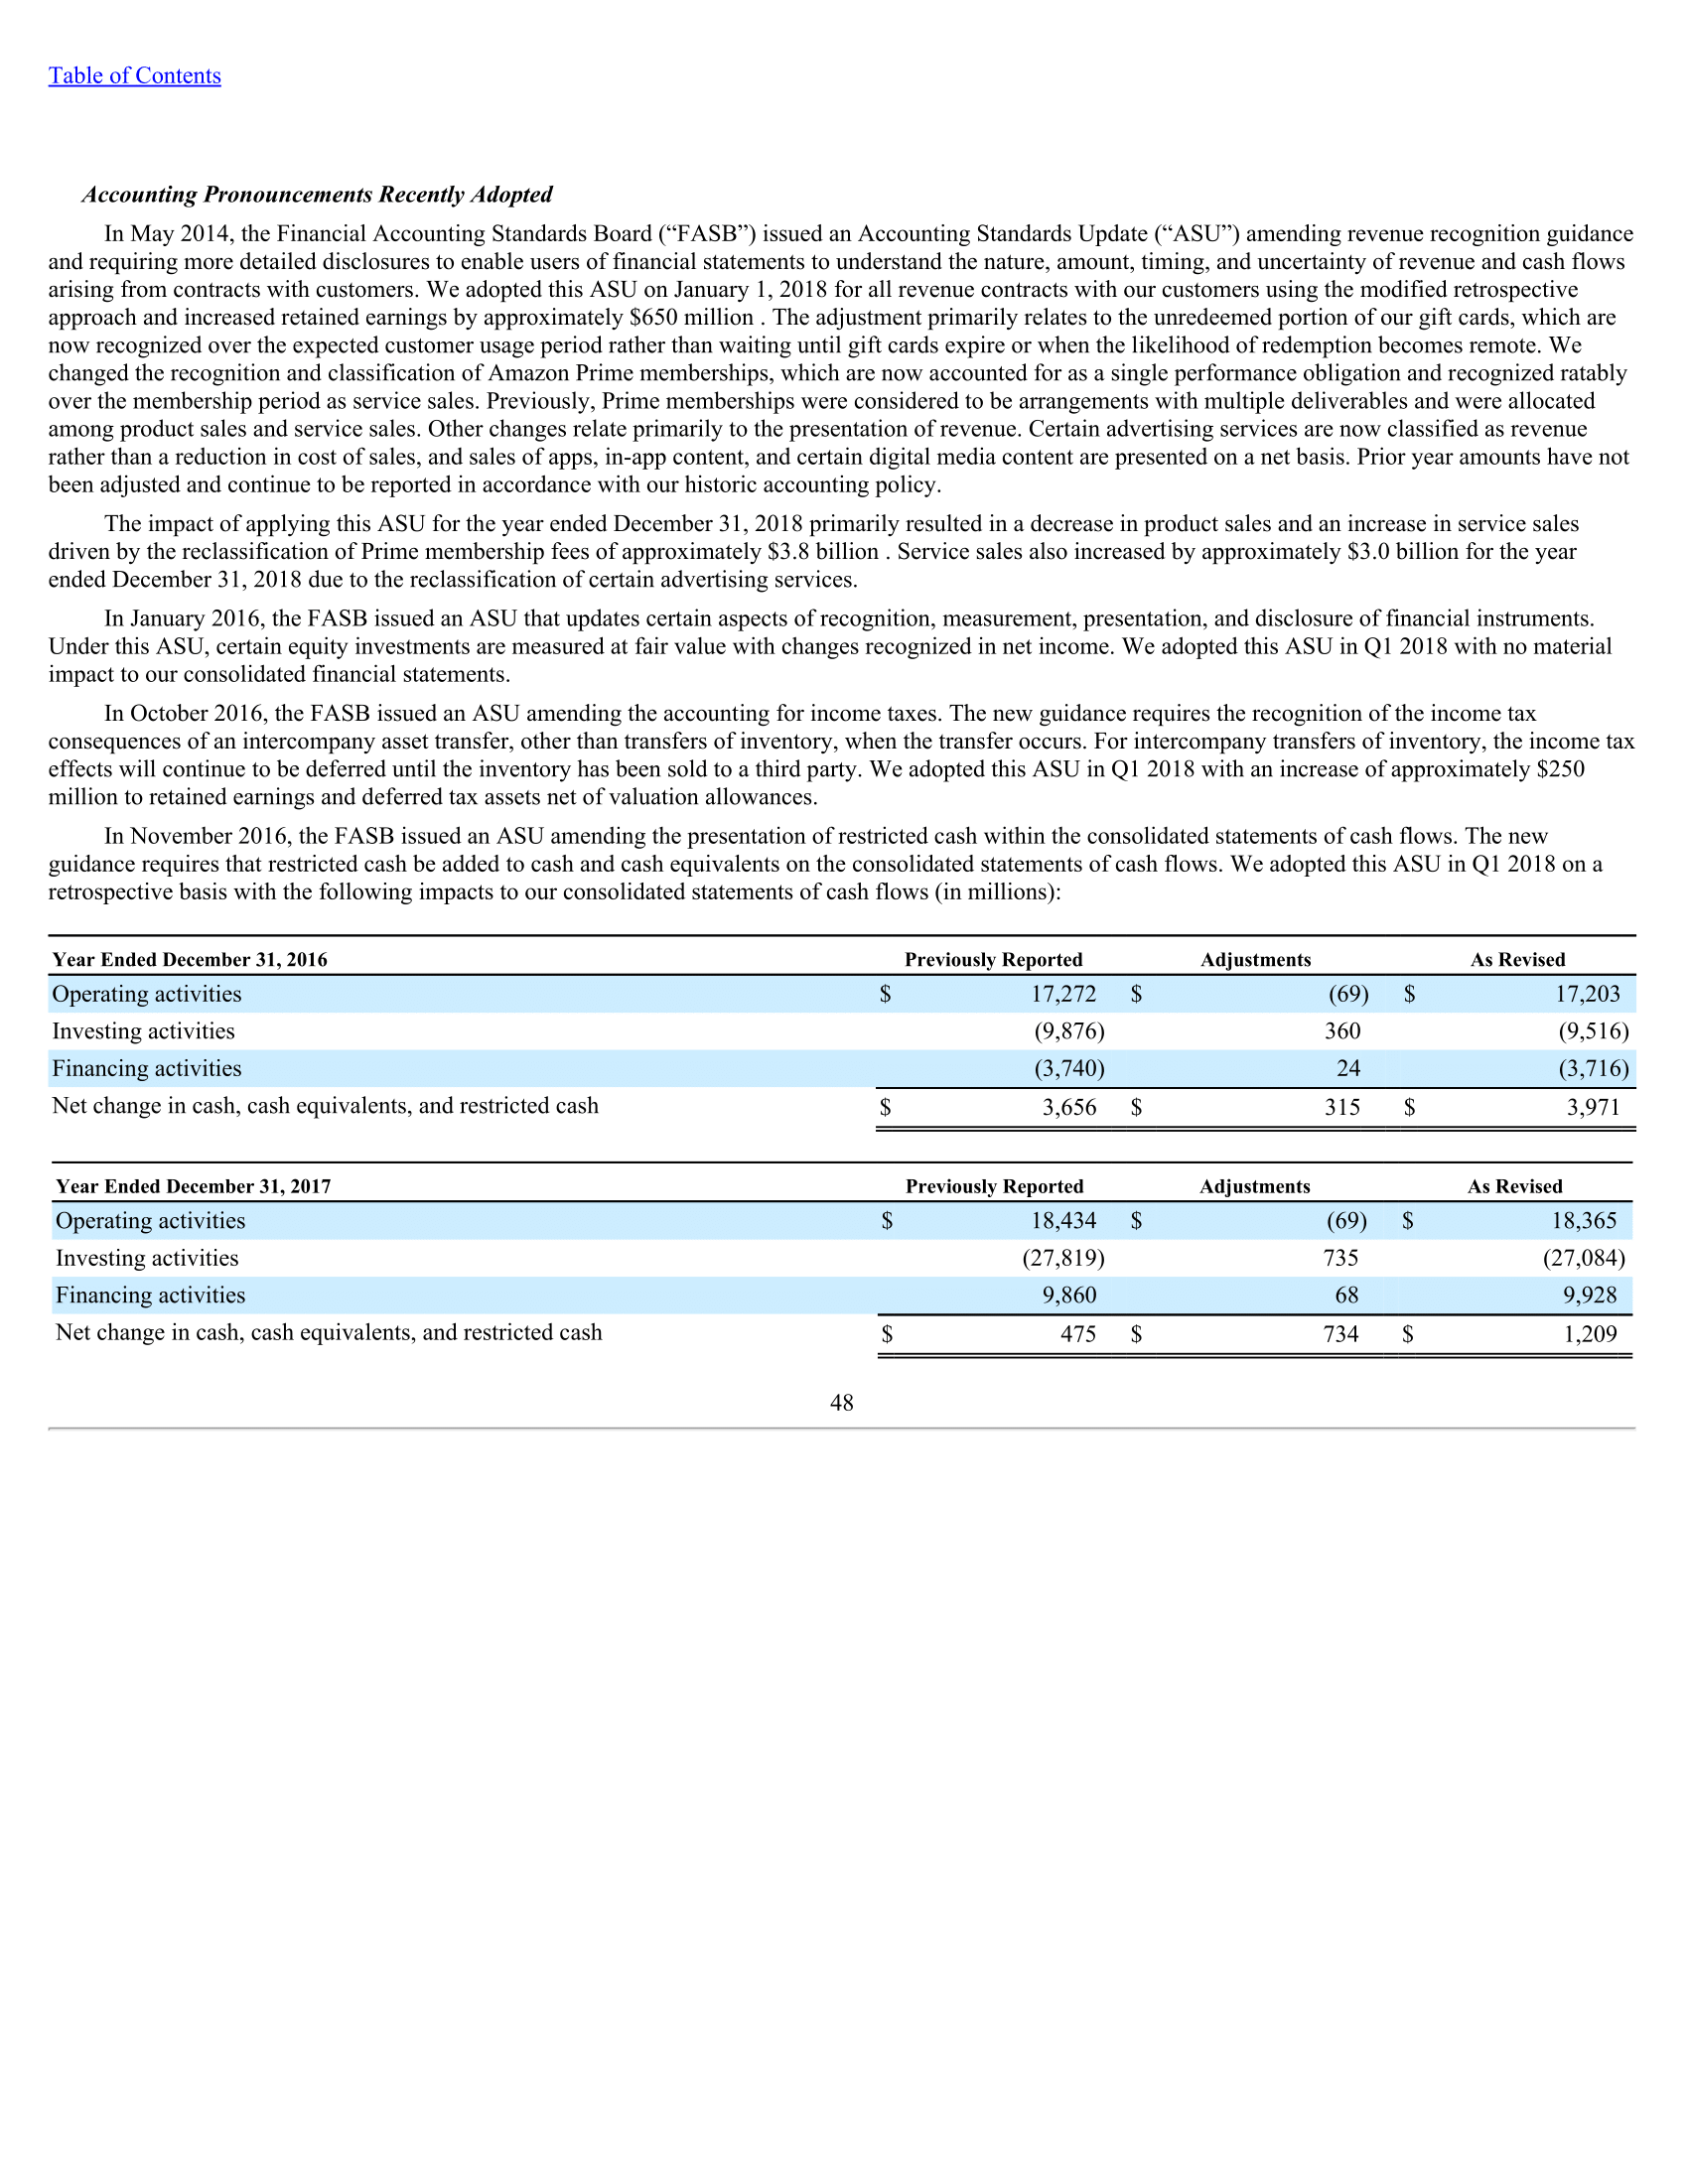 Table of Contents
Accounting Pronouncements Recently Adopted
In May 2014, the Financial Accounting Standards Board (“FASB”) issued an Accounting Standards Update (“ASU”) amending revenue recognition guidance
and requiring more detailed disclosures to enable users of financial statements to understand the nature, amount, timing, and uncertainty of revenue and cash flows
arising from contracts with customers. We adopted this ASU on January 1, 2018 for all revenue contracts with our customers using the modified retrospective
approach and increased retained earnings by approximately $650 million . The adjustment primarily relates to the unredeemed portion of our gift cards, which are
now recognized over the expected customer usage period rather than waiting until gift cards expire or when the likelihood of redemption becomes remote. We
changed the recognition and classification of Amazon Prime memberships, which are now accounted for as a single performance obligation and recognized ratably
over the membership period as service sales. Previously, Prime memberships were considered to be arrangements with multiple deliverables and were allocated
among product sales and service sales. Other changes relate primarily to the presentation of revenue. Certain advertising services are now classified as revenue
rather than a reduction in cost of sales, and sales of apps, in-app content, and certain digital media content are presented on a net basis. Prior year amounts have not
been adjusted and continue to be reported in accordance with our historic accounting policy.
The impact of applying this ASU for the year ended December 31, 2018 primarily resulted in a decrease in product sales and an increase in service sales
driven by the reclassification of Prime membership fees of approximately $3.8 billion . Service sales also increased by approximately $3.0 billion for the year
ended December 31, 2018 due to the reclassification of certain advertising services.
In January 2016, the FASB issued an ASU that updates certain aspects of recognition, measurement, presentation, and disclosure of financial instruments.
Under this ASU, certain equity investments are measured at fair value with changes recognized in net income. We adopted this ASU in Q1 2018 with no material
impact to our consolidated financial statements.
In October 2016, the FASB issued an ASU amending the accounting for income taxes. The new guidance requires the recognition of the income tax
consequences of an intercompany asset transfer, other than transfers of inventory, when the transfer occurs. For intercompany transfers of inventory, the income tax
effects will continue to be deferred until the inventory has been sold to a third party. We adopted this ASU in Q1 2018 with an increase of approximately $250
million to retained earnings and deferred tax assets net of valuation allowances.
In November 2016, the FASB issued an ASU amending the presentation of restricted cash within the consolidated statements of cash flows. The new
guidance requires that restricted cash be added to cash and cash equivalents on the consolidated statements of cash flows. We adopted this ASU in Q1 2018 on a
retrospective basis with the following impacts to our consolidated statements of cash flows (in millions):
Year Ended December 31, 2016 Previously Reported Adjustments As Revised
Operating activities $ 17,272 $ (69) $ 17,203
Investing activities (9,876) 360 (9,516)
Financing activities (3,740) 24 (3,716)
Net change in cash, cash equivalents, and restricted cash $ 3,656 $ 315 $ 3,971
Year Ended December 31, 2017 Previously Reported Adjustments As Revised
Operating activities $ 18,434 $ (69) $ 18,365
Investing activities (27,819) 735 (27,084)
Financing activities 9,860 68 9,928
Net change in cash, cash equivalents, and restricted cash $ 475 $ 734 $ 1,209
48